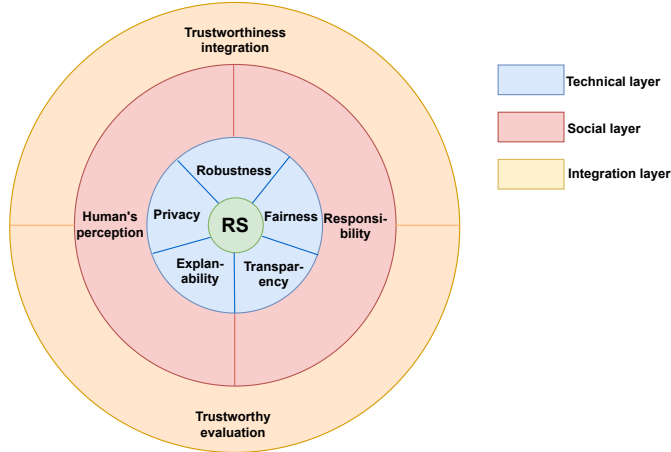 Trustworthiness
integration
Technical layer
Social layer
Integration layer
Robustness
Privacy
RS
Fairness
Human's
perception
Responsi-
bility
Explan-
ability
Transpar-
ency
Trustworthy
evaluation